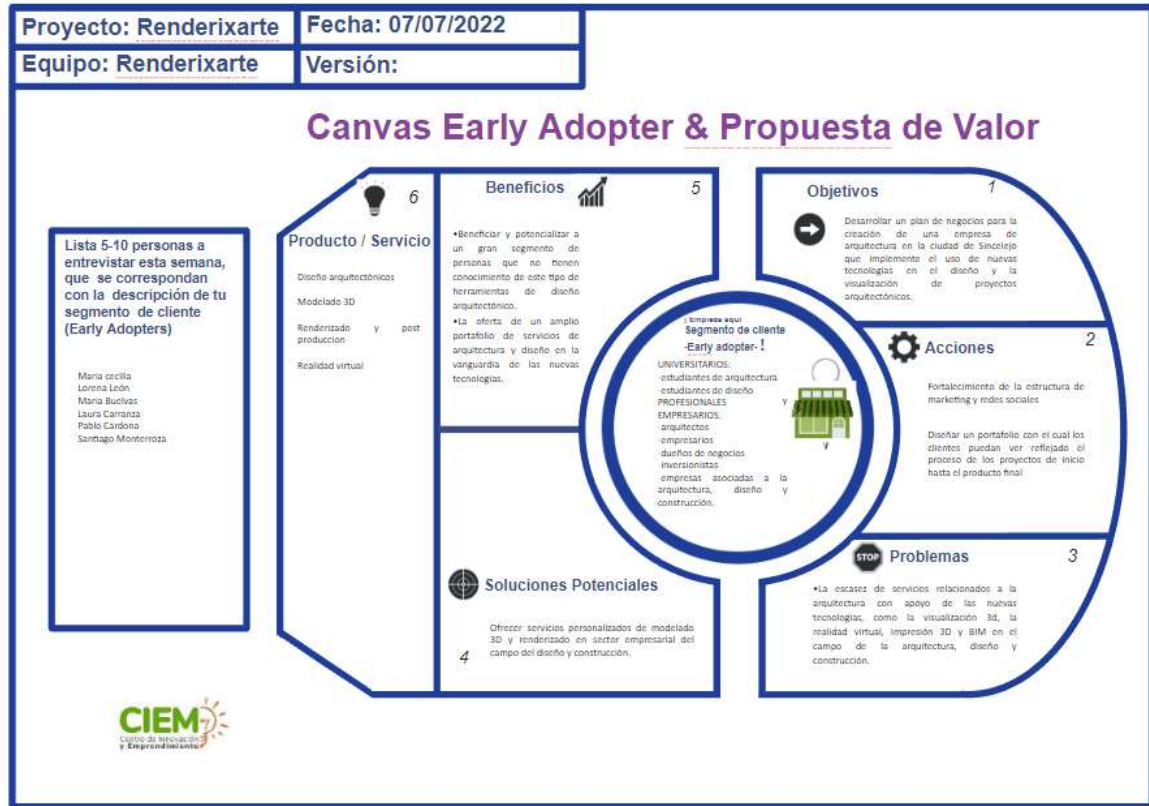 Proyecto: Renderixarte
Fecha: 07/07/2022
Equipo: Renderixarte
Versión:
Canvas Early Adopter & Propuesta de Valor
Lista 5-10 personas a
entrevistar esta semana,
que se correspondan
con la descripción de tu
segmento de cliente
(Early Adopters)
Maria cecilia
Lorena León
Maria Buelvas
Laura Carranza
Pablo Cardona
Santiago Monterroza
6
Producto / Servicio
Diseño arquitectónicos
Modelado 3D
Renderizado y post
produccion
Realidad virtual
Beneficios
5
•Beneficiar y potencializar a
un gran segmento de
personas que no tienen
conocimiento de este tipo de
herramientas de diseño
arquitectónico.
•La oferta de un amplio
portafolio de servicios de
arquitectura y diseño en la
vanguardia de las nuevas
tecnologías.
Soluciones Potenciales
Ofrecer servicios personalizados de modelado
3D y renderizado en sector empresarial del
campo del diseño y construcción.
4
¡ Empieza aquí
Segmento de cliente
-Early adopter- !
UNIVERSITARIOS:
estudiantes de arquitectura
estudiantes de diseño
PROFESIONALES Y
EMPRESARIOS.
arquitectos
empresarios
dueños de negocios
inversionistas
empresas asociadas a la
arquitectura, diseño y
construcción.
Objetivos
1
Desarrollar un plan de negocios para la
creación de una empresa de
arquitectura en la ciudad de Sincelejo
que implemente el uso de nuevas
tecnologías en el diseño y la
visualización de proyectos
arquitectónicos.
2
Acciones
Fortalecimiento de la estructura de
marketing y redes sociales
Diseñar un portafolio con el cual los
clientes puedan ver reflejado el
proceso de los proyectos de inicio
hasta el producto final
STOP
Problemas
3
•La escasez de servicios relacionados a la
arquitectura con apoyo de las nuevas
tecnologías, como la visualización 3d, la
realidad virtual, impresión 3D y BIM en el
campo de la arquitectura, diseño y
construcción.
CIEM
Centro de Innovación
y Emprendimiento